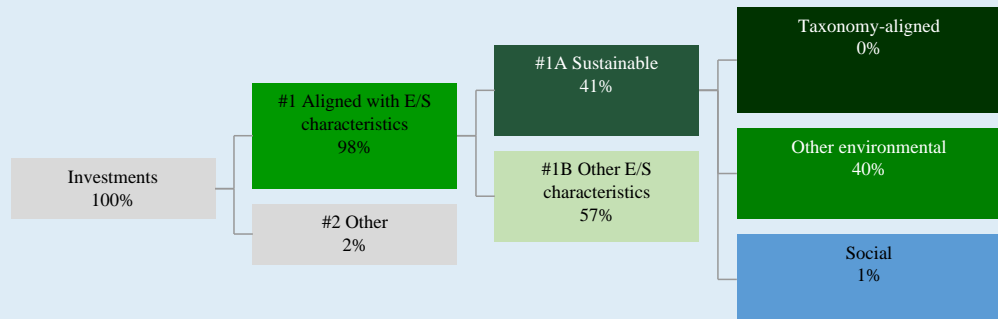 Investments
100%
#1 Aligned with E/S
characteristics
98%
#2 Other
2%
#1A Sustainable
41%
#1B Other E/S
characteristics
57%
Taxonomy-aligned
0%
Other environmental
40%
Social
1%